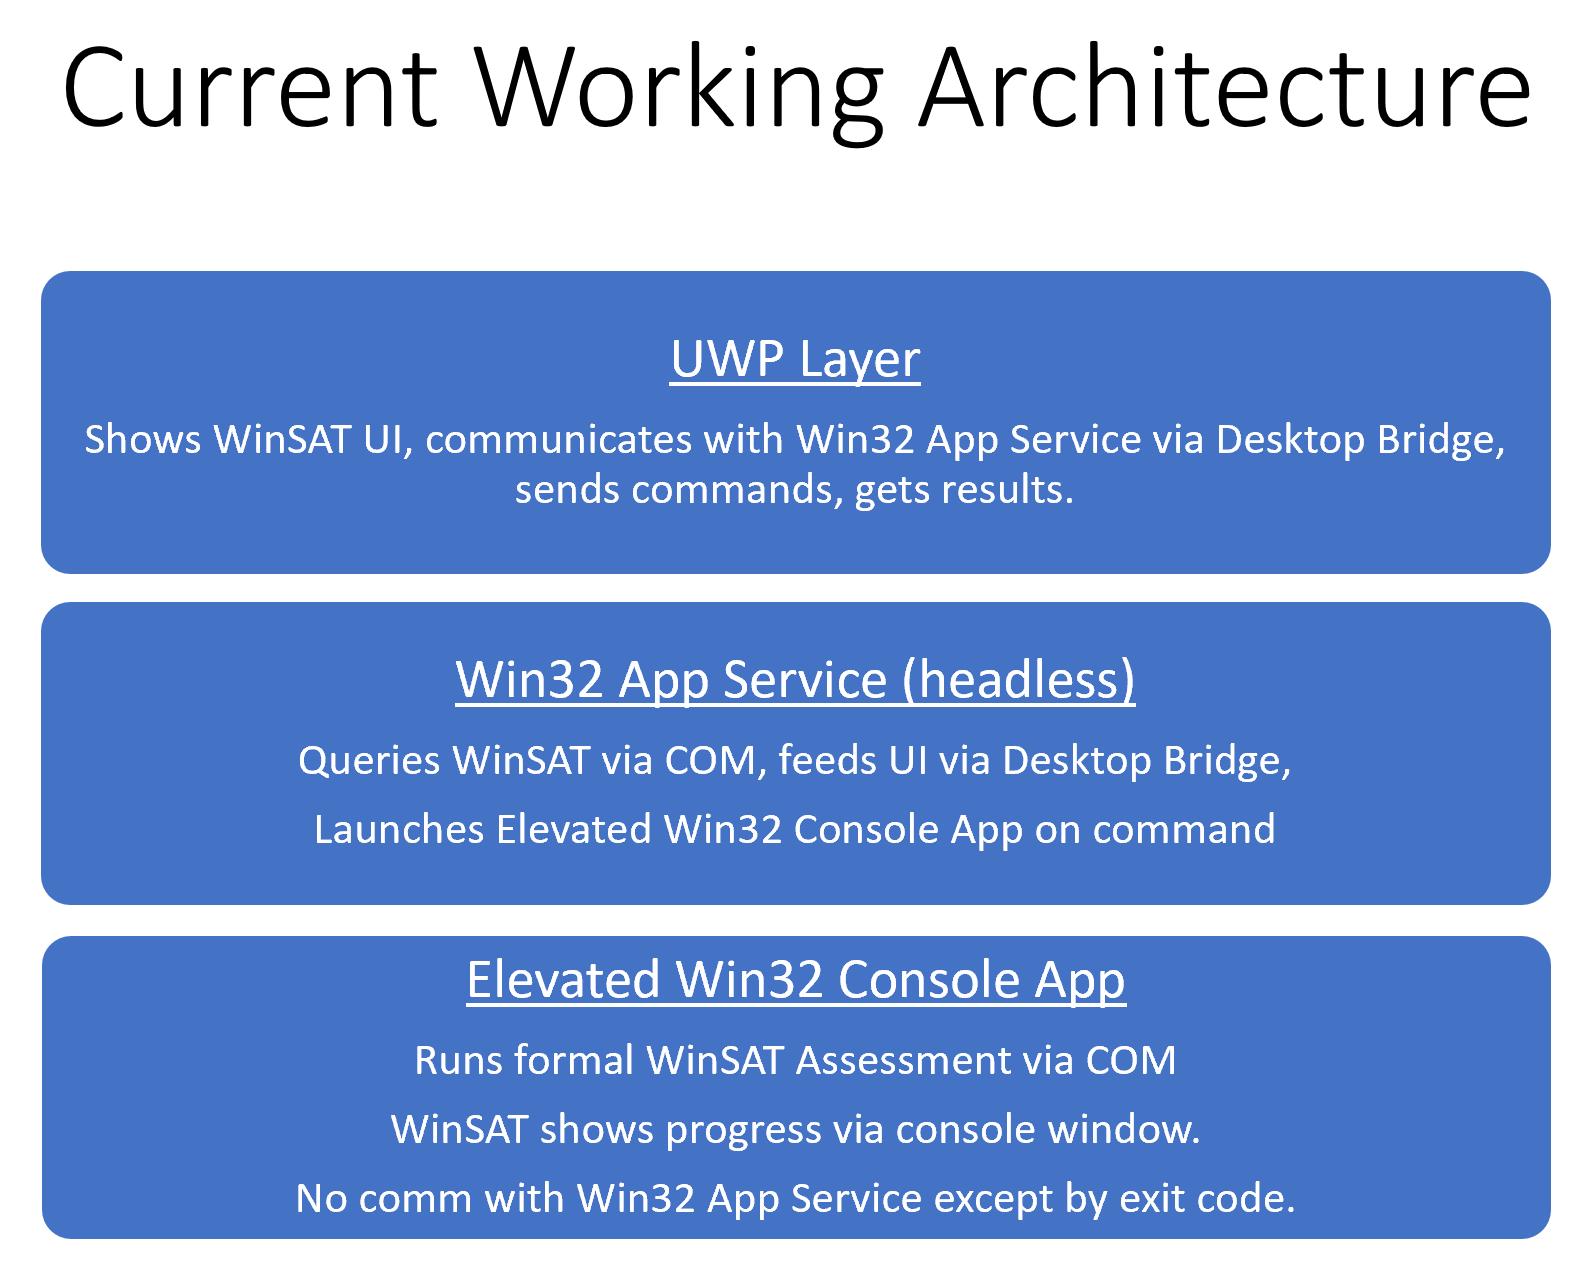 Current Working Architecture
UWP Layer
Shows WinSAT UI, communicates with Win32 App Service via Desktop Bridge,
sends commands, gets results.
Win32 App Service (headless)
Queries WinSAT via COM, feeds UI via Desktop Bridge,
Launches Elevated Win32 Console App on command
Elevated Win32 Console App
Runs formal WinSAT Assessment via COM
WinSAT shows progress via console window.
No comm with Win32 App Service except by exit code.